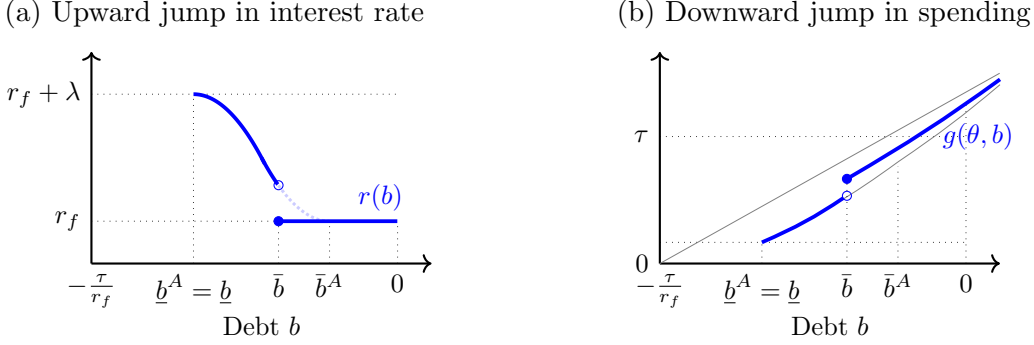 (a) Upward jump in interest rate
r_f + λ
r_f
r(b)
−τ/r_f
b̲^A = b̲
b̄
b̄^A
0
Debt b
(b) Downward jump in spending
τ
g(θ, b)
0
−τ/r_f
b̲^A = b̲
b̄
b̄^A
0
Debt b